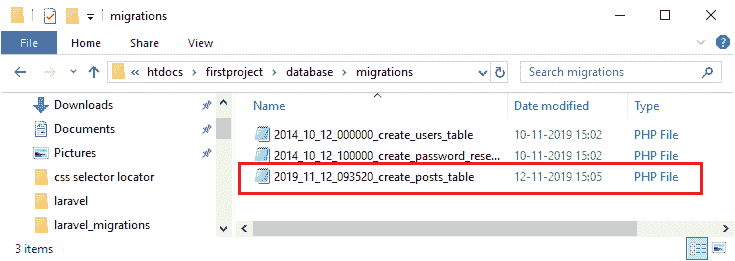 migrations
File Home Share View
« htdocs › firstproject › database › migrations Search migrations
Downloads
Documents
Pictures
css selector locator
laravel
laravel_migrations
Name Date modified Type
2014_10_12_000000_create_users_table 10-11-2019 15:02 PHP File
2014_10_12_100000_create_password_rese... 10-11-2019 15:02 PHP File
2019_11_12_093520_create_posts_table 12-11-2019 15:05 PHP File
3 items